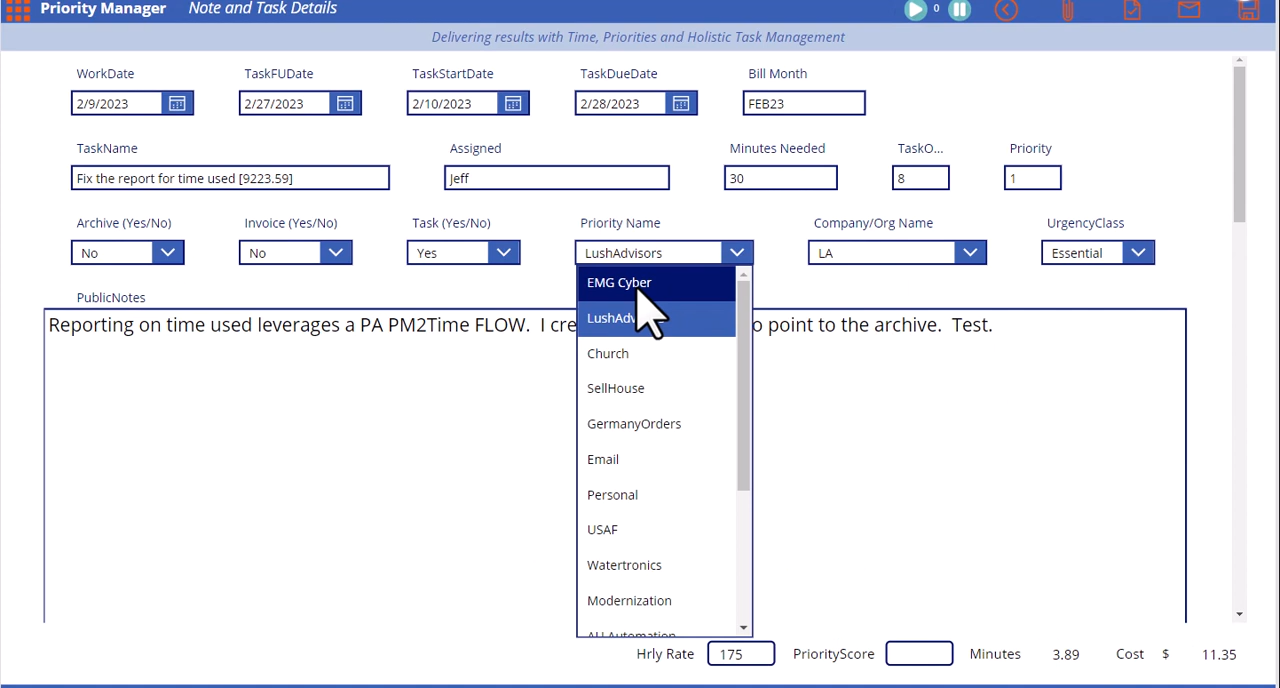 Priority Manager Note and Task Details 0
Delivering results with Time, Priorities and Holistic Task Management
WorkDate TaskFUDate TaskStartDate TaskDueDate Bill Month
2/9/2023 2/27/2023 2/10/2023 2/28/2023 FEB23
TaskName Assigned Minutes Needed TaskO... Priority
Fix the report for time used [9223.59] Jeff 30 8 1
Archive (Yes/No) Invoice (Yes/No) Task (Yes/No) Priority Name Company/Org Name UrgencyClass
No No Yes LushAdvisors LA Essential
EMG Cyber
PublicNotes
Reporting on time used leverages a PA PM2Time FLOW. I cre o point to the archive. Test.
LushAdv
Church
SellHouse
GermanyOrders
Email
Personal
USAF
Watertronics
Modernization
Hrly Rate 175 PriorityScore Minutes 3.89 Cost $ 11.35